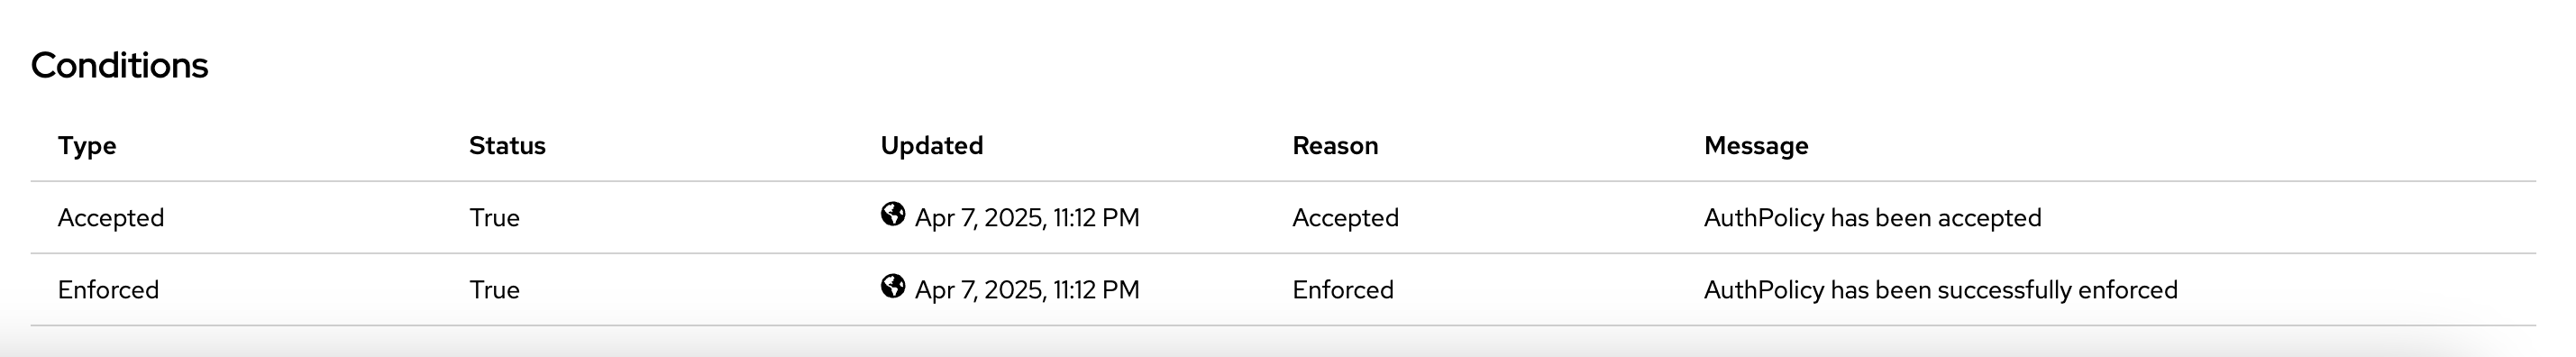 Conditions
Type Status Updated Reason Message
Accepted True Apr 7, 2025, 11:12 PM Accepted AuthPolicy has been accepted
Enforced True Apr 7, 2025, 11:12 PM Enforced AuthPolicy has been successfully enforced